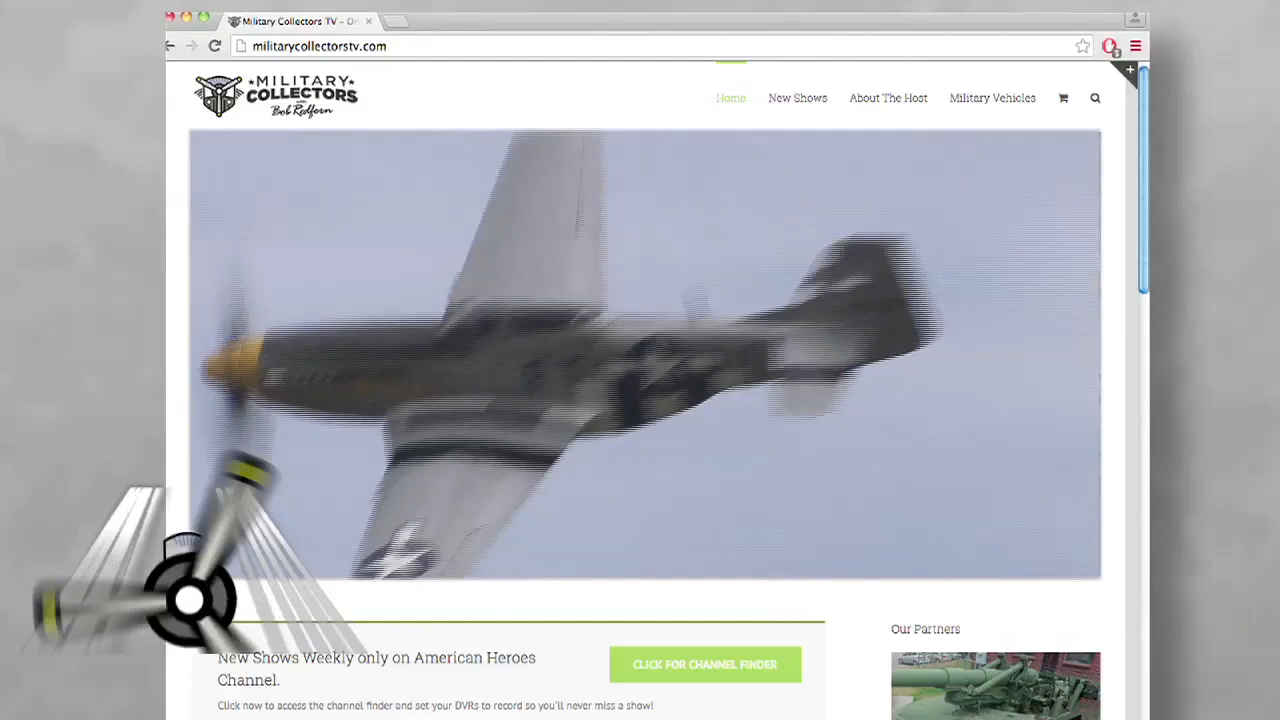 Military Collectors TV – On
militarycollectorstv.com
MILITARY
COLLECTORS
with
Bob Redfern
Home New Shows About The Host Military Vehicles
Our Partners
New Shows Weekly only on American Heroes
Channel.
CLICK FOR CHANNEL FINDER
Click now to access the channel finder and set your DVRs to record so you'll never miss a show!